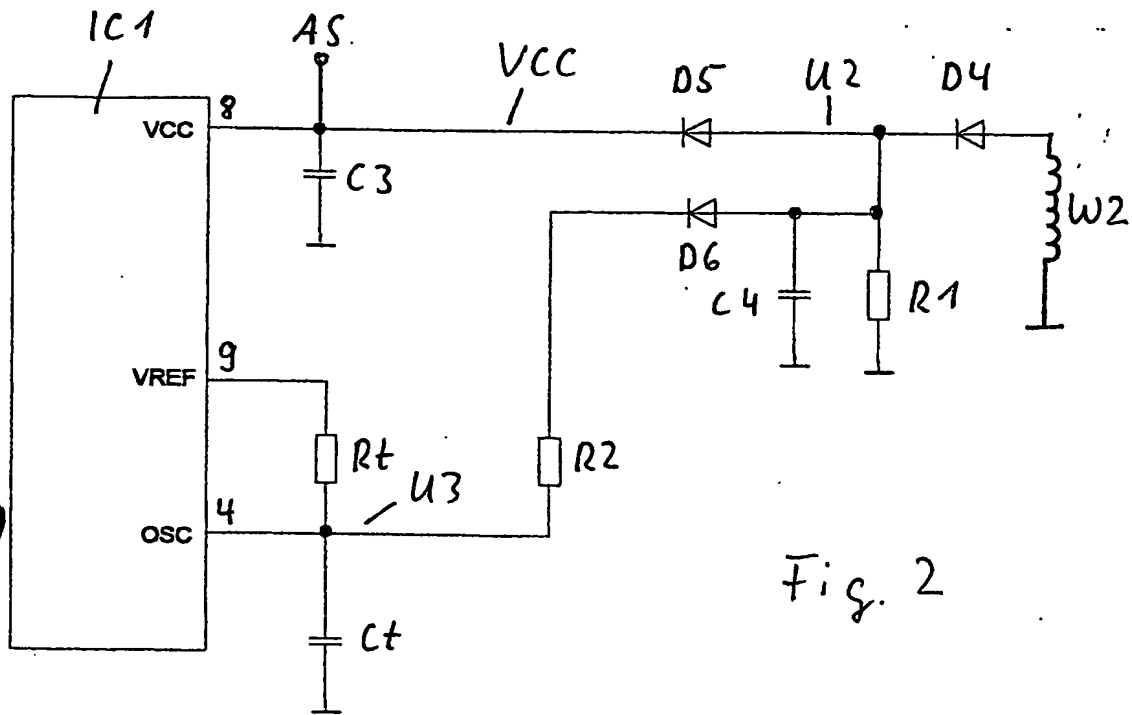 IC1
AS
VCC
D5
U2
D4
8
VCC
C3
W2
D6
C4
R1
9
VREF
Rt
R2
U3
4
OSC
Fig. 2
Ct